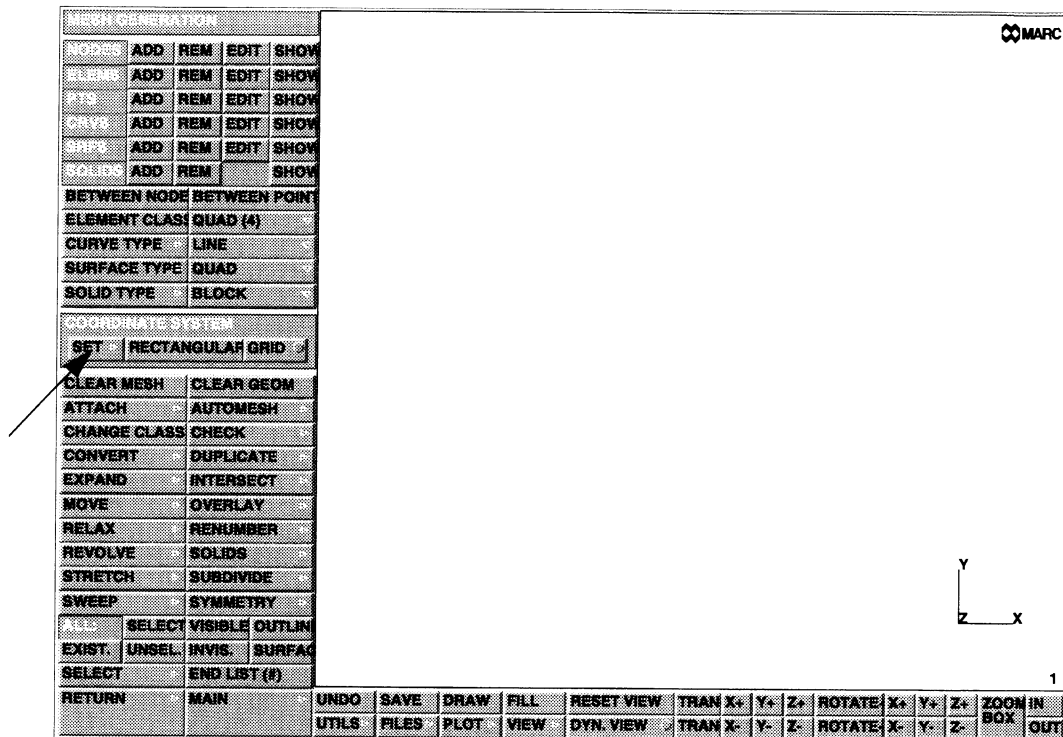 MESH GENERATION
MARC
NODES ADD REM EDIT SHOW
ELEMS ADD REM EDIT SHOW
PTS ADD REM EDIT SHOW
CRVS ADD REM EDIT SHOW
SRFS ADD REM EDIT SHOW
SOLIDS ADD REM SHOW
BETWEEN NODE BETWEEN POINT
ELEMENT CLASS QUAD (4)
CURVE TYPE LINE
SURFACE TYPE QUAD
SOLID TYPE BLOCK
COORDINATE SYSTEM
SET RECTANGULAR GRID
CLEAR MESH CLEAR GEOM
ATTACH AUTOMESH
CHANGE CLASS CHECK
CONVERT DUPLICATE
EXPAND INTERSECT
MOVE OVERLAY
RELAX RENUMBER
REVOLVE SOLIDS
STRETCH SUBDIVIDE
SWEEP SYMMETRY
ALL: SELECT VISIBLE OUTLIN
EXIST. UNSEL. INVIS. SURFAC
SELECT END LIST (#)
Y
Z X
1
RETURN MAIN UNDO SAVE DRAW FILL RESET VIEW TRAN X+ Y+ Z+ ROTATE X+ Y+ Z+ ZOOM IN
UTILS FILES PLOT VIEW DYN. VIEW TRAN X- Y- Z- ROTATE X- Y- Z- BOX OUT